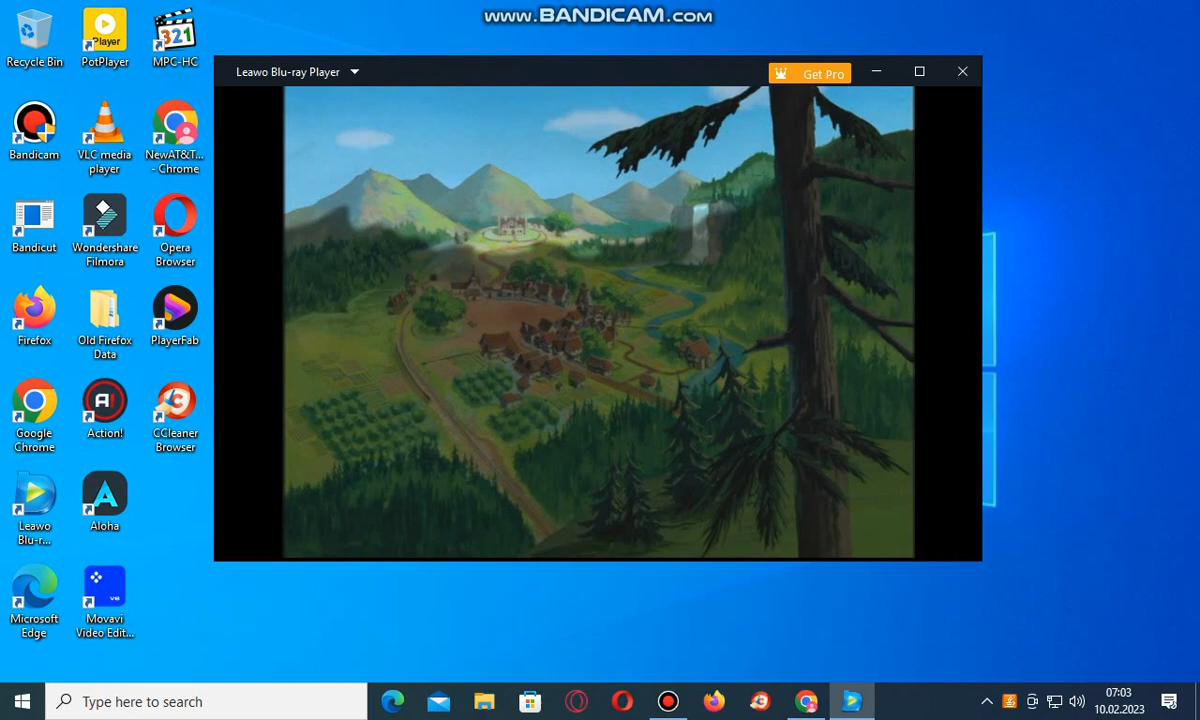 www.BANDICAM.com
Recycle Bin
Player
PotPlayer
321
MPC-HC
Leawo Blu-ray Player
Get Pro
Bandicam
VLC media
player
NewAT&T...
- Chrome
Bandicut
Wondershare
Filmora
Opera
Browser
Firefox
Old Firefox
Data
PlayerFab
Google
Chrome
A!
Action!
CCleaner
Browser
Leawo
Blu-r...
Aloha
Microsoft
Edge
Movavi
Video Edit...
Type here to search
07:03
10.02.2023